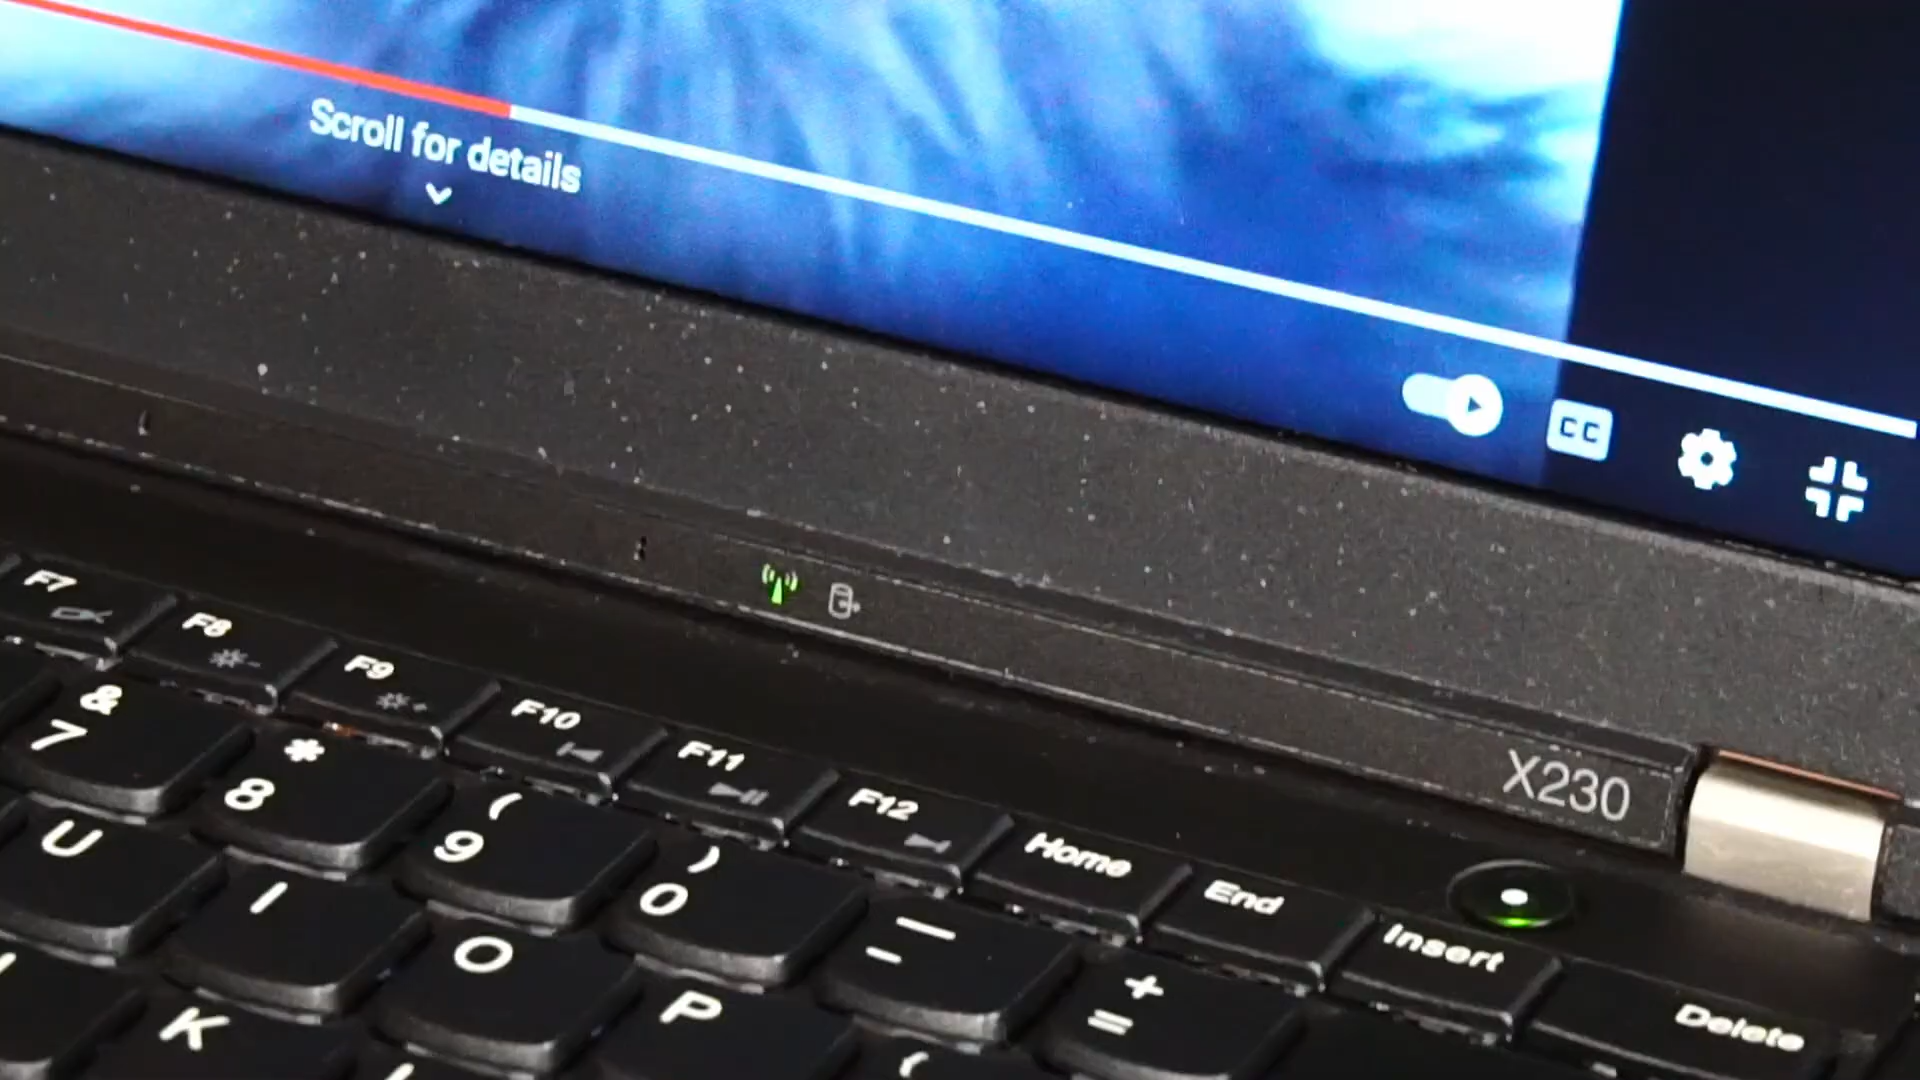 Scroll for details
CC
X230
F7
F8
F9
F10
F11
F12
Home
End
Insert
Delete
&
7
*
8
(
9
)
0
—
-
+
=
U
I
O
P
K